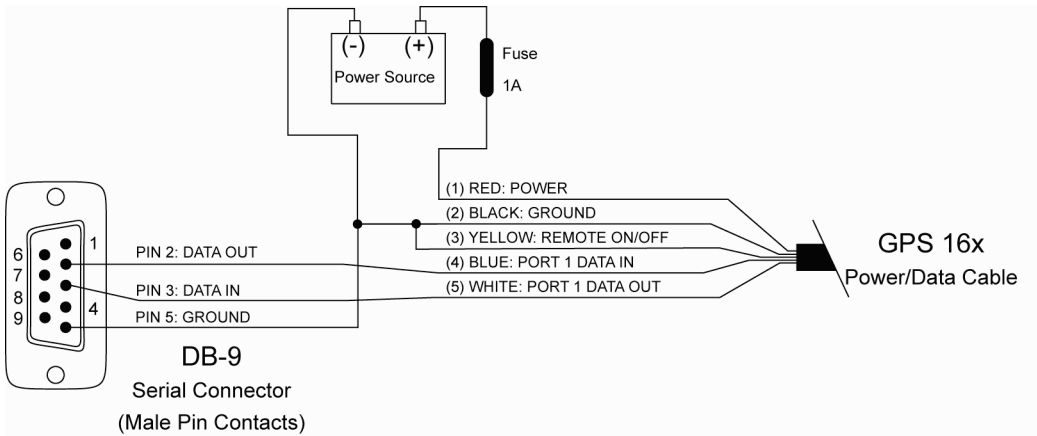 (-)
(+)
Power Source
Fuse
1A
(1) RED: POWER
(2) BLACK: GROUND
(3) YELLOW: REMOTE ON/OFF
(4) BLUE: PORT 1 DATA IN
(5) WHITE: PORT 1 DATA OUT
GPS 16x
Power/Data Cable
PIN 2: DATA OUT
PIN 3: DATA IN
PIN 5: GROUND
1
6
7
8
9
4
DB-9
Serial Connector
(Male Pin Contacts)